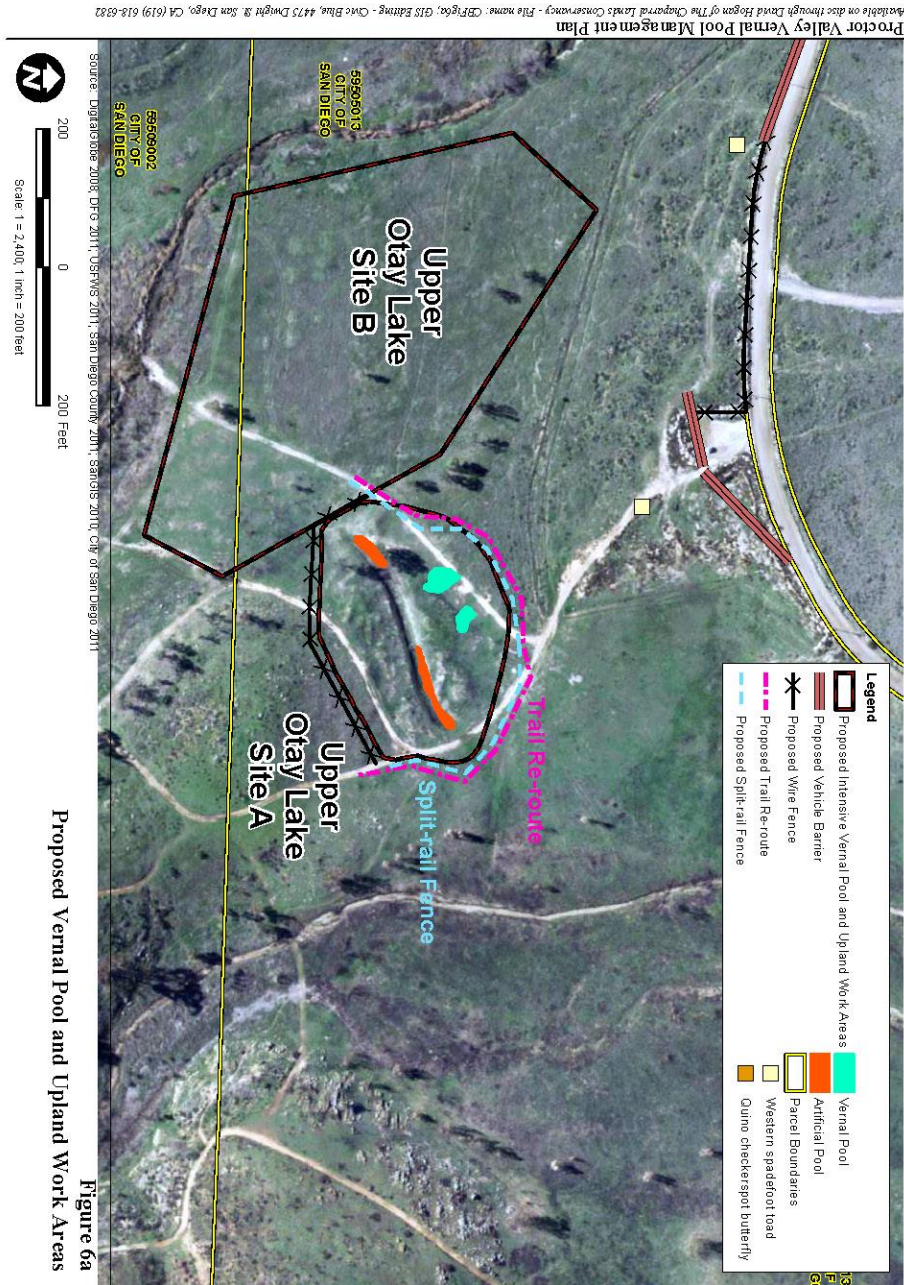 Proctor Valley Vernal Pool Management Plan
Available on disc through David Hogan of The Chaparral Lands Conservancy - File name: CBFig6a; GIS Editing - Civic Blue, 4475 Dwight St. San Diego, CA (619) 618-6382
Legend
Proposed Intensive Vernal Pool and Upland Work Areas
Proposed Vehicle Barrier
Proposed Wire Fence
Proposed Trail Re-route
Proposed Split-rail Fence
Vernal Pool
Artificial Pool
Parcel Boundaries
Western spadefoot toad
Quino checkerspot butterfly
Upper
Otay Lake
Site B
Upper
Otay Lake
Site A
Trail Re-route
Split-rail Fence
59505013
CITY OF
SAN DIEGO
59509002
CITY OF
SAN DIEGO
Source: DigitalGlobe 2008; DFG 2011; USFWS 2011; San Diego County 2011; SanGIS 2010; City of San Diego 2011
N
200
0
200 Feet
Scale: 1 = 2,400; 1 inch = 200 feet
Figure 6a
Proposed Vernal Pool and Upland Work Areas